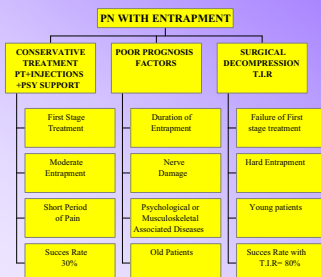 PN WITH ENTRAPMENT
CONSERVATIVE
TREATMENT
PT+INJECTIONS
+PSY SUPPORT
First Stage
Treatment
Moderate
Entrapment
Short Period
of Pain
Succes Rate
30%
POOR PROGNOSIS
FACTORS
Duration of
Entrapment
Nerve
Damage
Psychological or
Musculoskeletal
Associated Diseases
Old Patients
SURGICAL
DECOMPRESSION
T.I.R
Failure of First
stage treatment
Hard Entrapment
Young patients
Succes Rate with
T.I.R= 80%